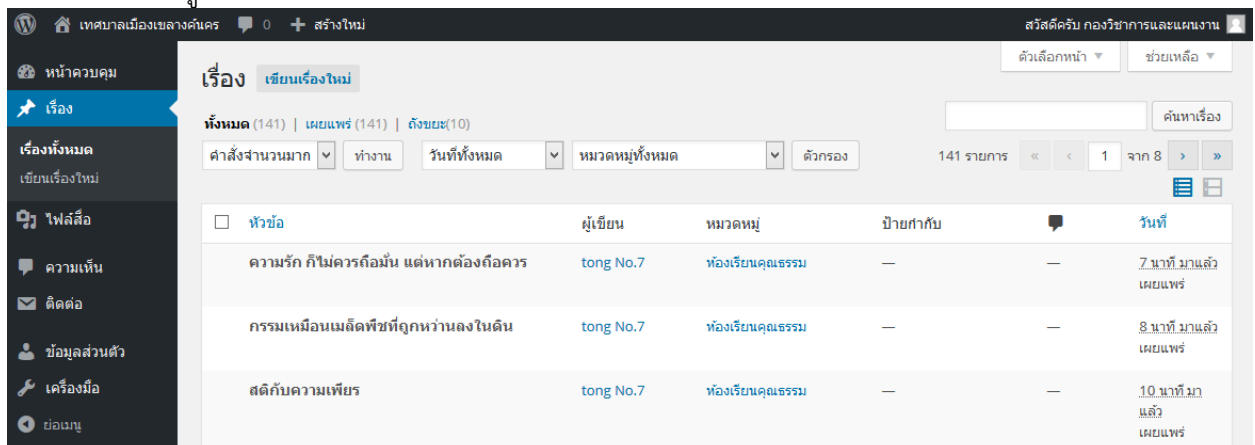 เทศบาลเมืองเขลางค์นคร 0 + สร้างใหม่ สวัสดีครับ กองวิชาการและแผนงาน
ตัวเลือกหน้า ช่วยเหลือ
หน้าควบคุม
เรื่อง
เรื่องทั้งหมด
เขียนเรื่องใหม่
ไฟล์สื่อ
ความเห็น
ติดต่อ
ข้อมูลส่วนตัว
เครื่องมือ
ย่อเมนู
เรื่อง เขียนเรื่องใหม่
ทั้งหมด (141) | เผยแพร่ (141) | ถังขยะ(10)
ค้นหาเรื่อง
คำสั่งจำนวนมาก ทำงาน วันที่ทั้งหมด หมวดหมู่ทั้งหมด ตัวกรอง 141 รายการ « ‹ 1 จาก 8 › »
หัวข้อ ผู้เขียน หมวดหมู่ ป้ายกำกับ วันที่
ความรัก ก็ไม่ควรถือมั่น แต่หากต้องถือควร tong No.7 ห้องเรียนคุณธรรม — — 7 นาที มาแล้ว
เผยแพร่
กรรมเหมือนเมล็ดพืชที่ถูกหว่านลงในดิน tong No.7 ห้องเรียนคุณธรรม — — 8 นาที มาแล้ว
เผยแพร่
สติกับความเพียร tong No.7 ห้องเรียนคุณธรรม — — 10 นาที มา
แล้ว
เผยแพร่